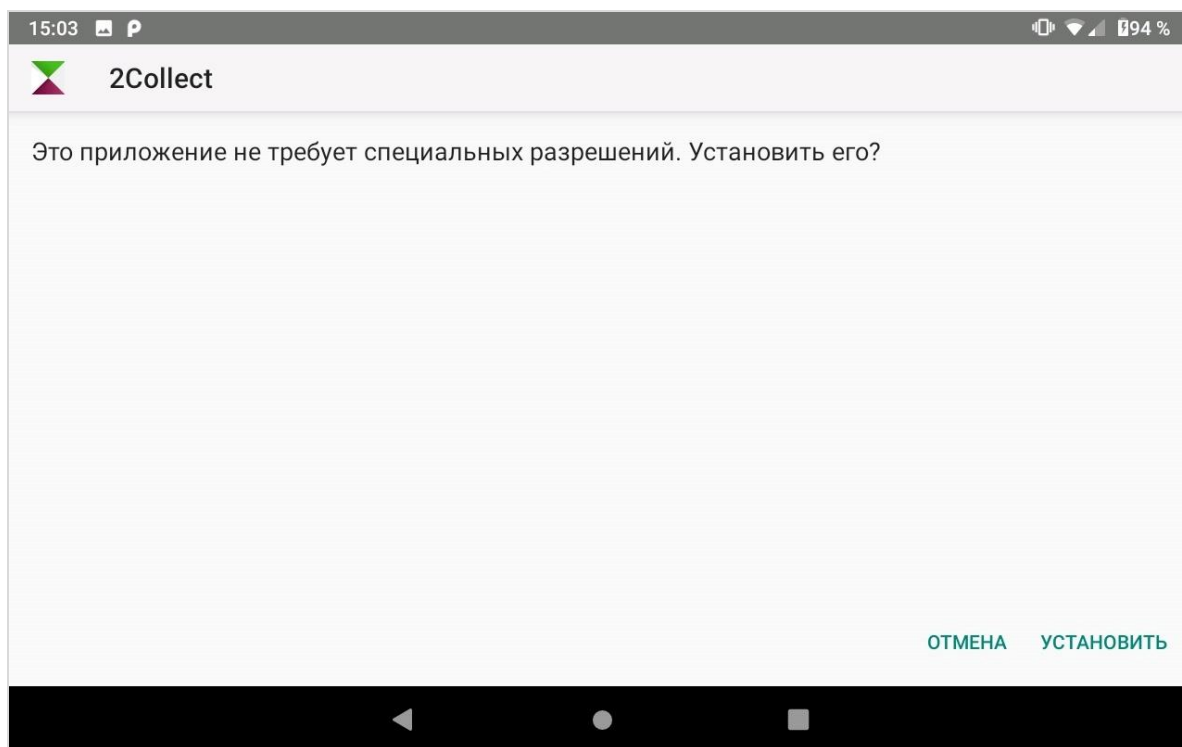 15:03 94 %
2Collect
Это приложение не требует специальных разрешений. Установить его?
ОТМЕНА УСТАНОВИТЬ